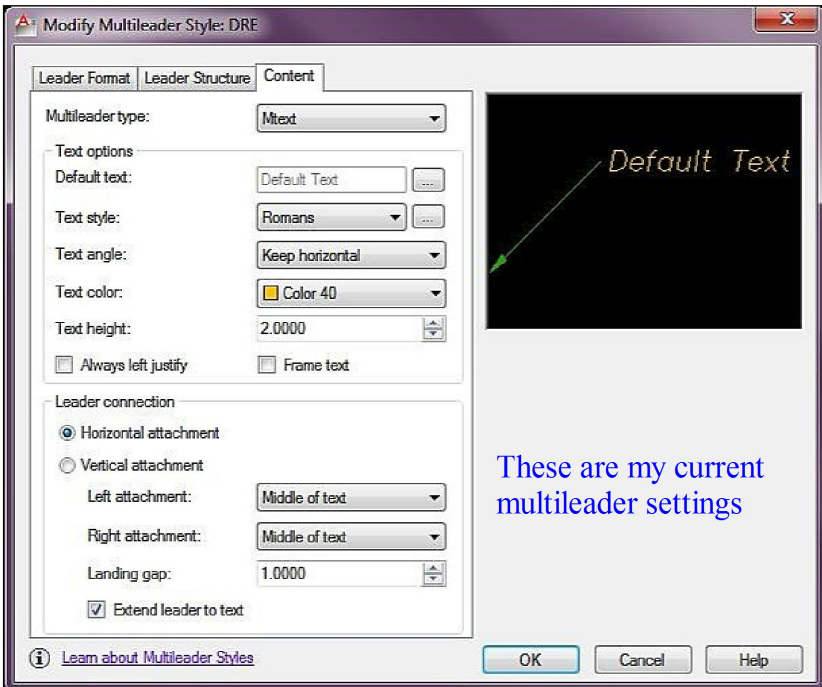 Modify Multileader Style: DRE
Leader Format Leader Structure Content
Multileader type: Mtext
Text options
Default text: Default Text ...
Text style: Romans ...
Text angle: Keep horizontal
Text color: Color 40
Text height: 2.0000
Always left justify Frame text
Leader connection
Horizontal attachment
Vertical attachment
Left attachment: Middle of text
Right attachment: Middle of text
Landing gap: 1.0000
Extend leader to text
Default Text
These are my current
multileader settings
Learn about Multileader Styles
OK Cancel Help